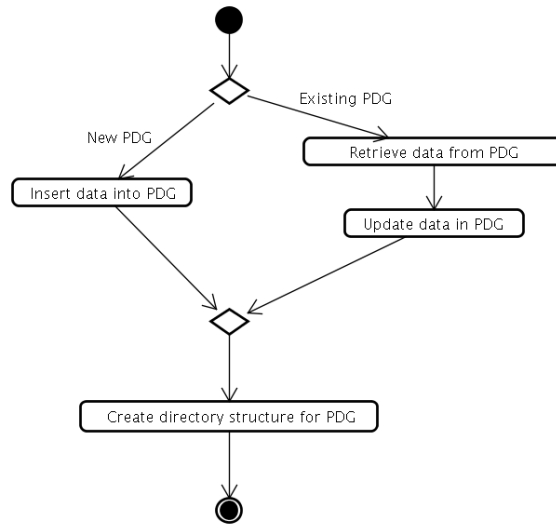 Existing PDG
New PDG
Retrieve data from PDG
Insert data into PDG
Update data in PDG
Create directory structure for PDG